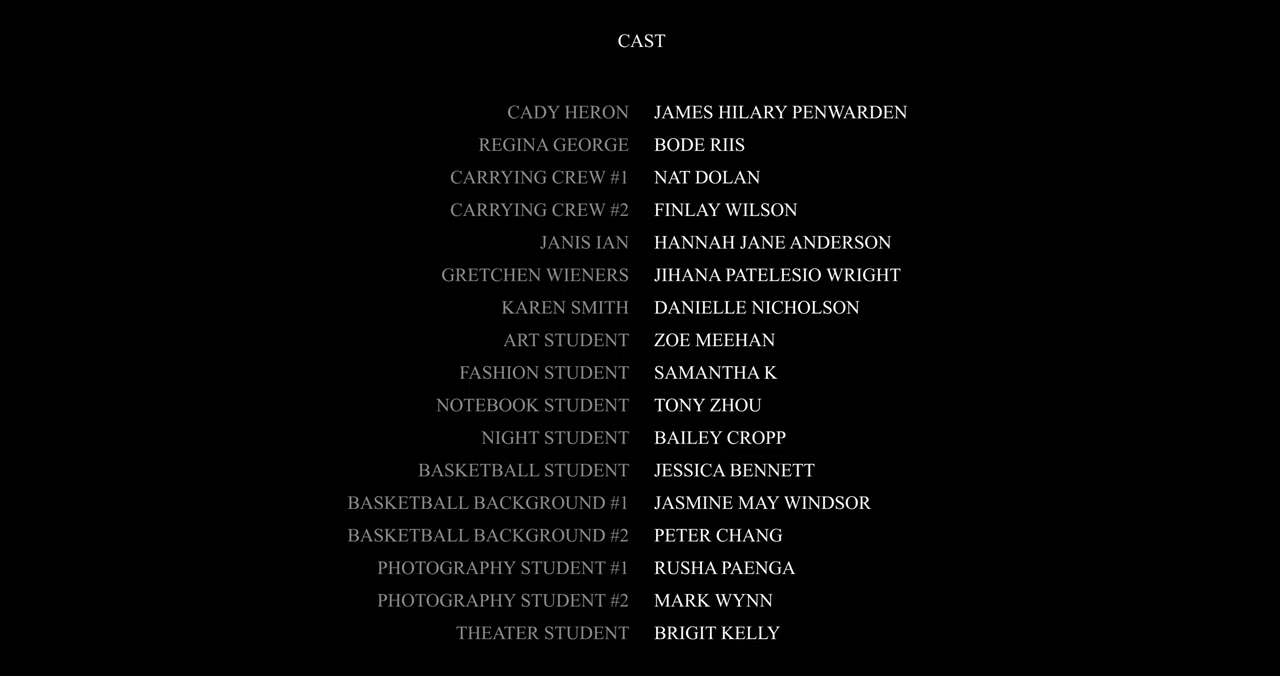 CAST
CADY HERON JAMES HILARY PENWARDEN
REGINA GEORGE BODE RIIS
CARRYING CREW #1 NAT DOLAN
CARRYING CREW #2 FINLAY WILSON
JANIS IAN HANNAH JANE ANDERSON
GRETCHEN WIENERS JIHANA PATELESIO WRIGHT
KAREN SMITH DANIELLE NICHOLSON
ART STUDENT ZOE MEEHAN
FASHION STUDENT SAMANTHA K
NOTEBOOK STUDENT TONY ZHOU
NIGHT STUDENT BAILEY CROPP
BASKETBALL STUDENT JESSICA BENNETT
BASKETBALL BACKGROUND #1 JASMINE MAY WINDSOR
BASKETBALL BACKGROUND #2 PETER CHANG
PHOTOGRAPHY STUDENT #1 RUSHA PAENGA
PHOTOGRAPHY STUDENT #2 MARK WYNN
THEATER STUDENT BRIGIT KELLY